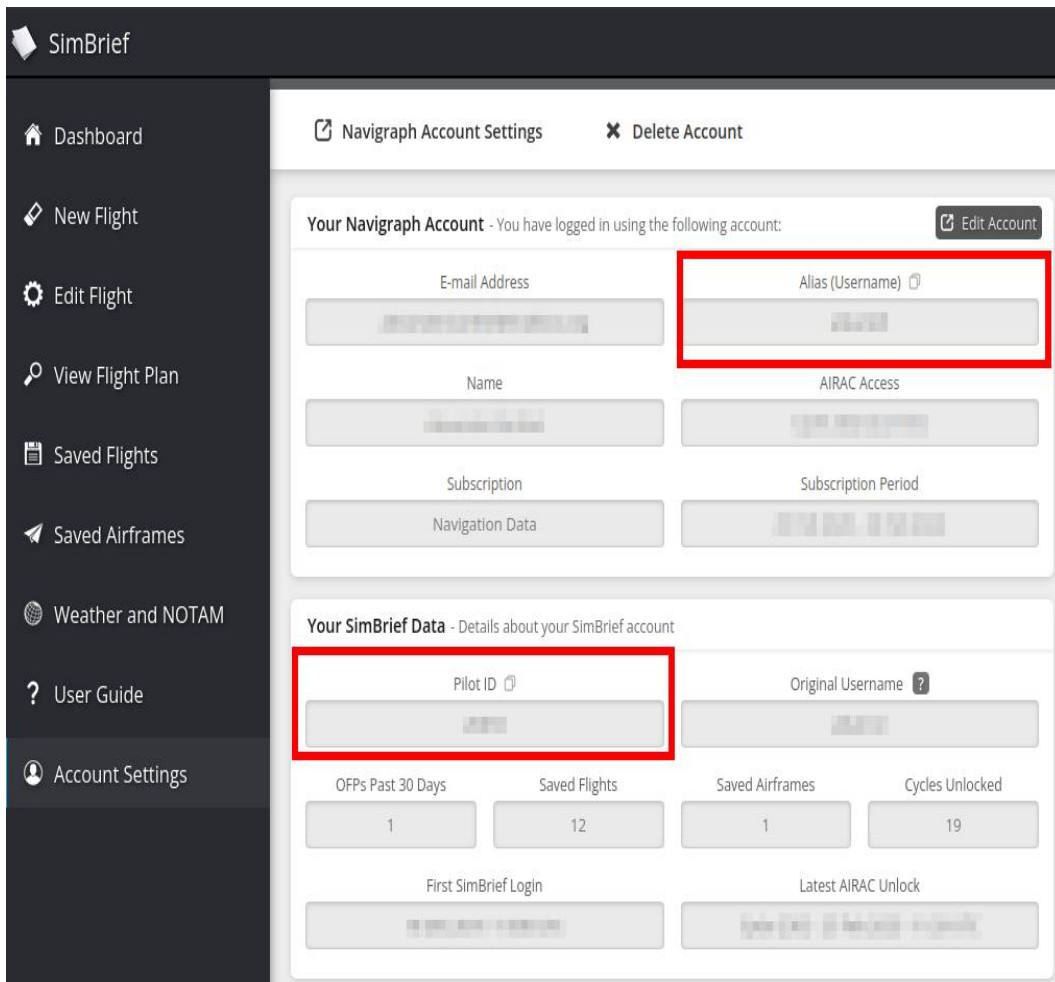 SimBrief
Dashboard
New Flight
Edit Flight
View Flight Plan
Saved Flights
Saved Airframes
Weather and NOTAM
? User Guide
Account Settings
Navigraph Account Settings Delete Account
Your Navigraph Account - You have logged in using the following account: Edit Account
E-mail Address Alias (Username)
Name AIRAC Access
Subscription Subscription Period
Navigation Data
Your SimBrief Data - Details about your SimBrief account
Pilot ID Original Username ?
OFPs Past 30 Days Saved Flights Saved Airframes Cycles Unlocked
1 12 1 19
First SimBrief Login Latest AIRAC Unlock